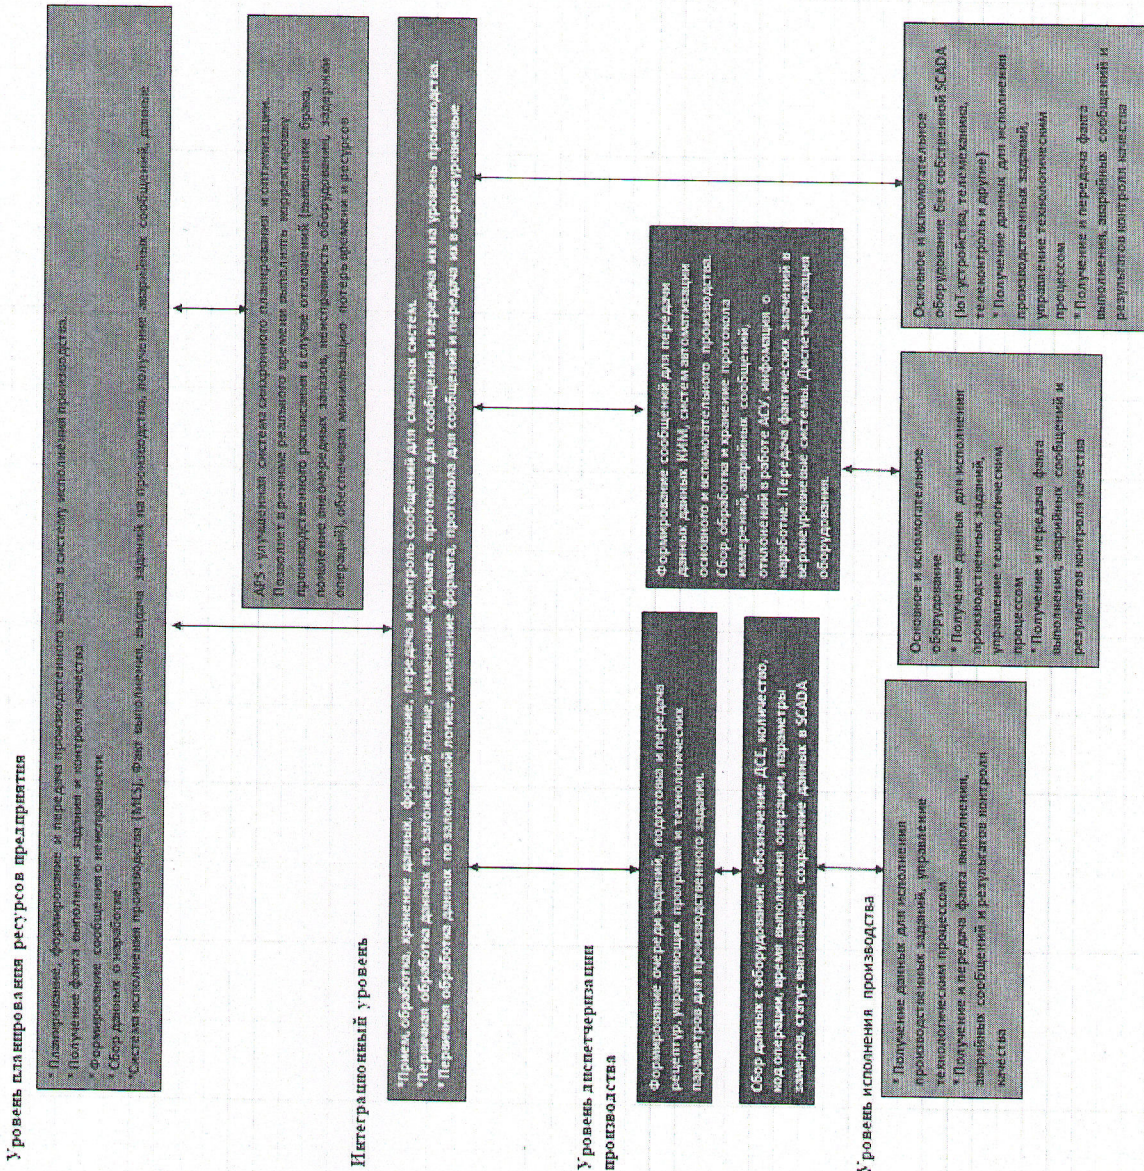 Уровень планирования ресурсов предприятия
* Планирование, формирование и передача производственного заказа в систему исполнения производства.
* Получение факта выполнения задания и контроля качества
* Формирование сообщения о неисправности
* Сбор данных о наработке
*Система исполнения производства (MES), Факт выполнения, выдача заданий на производство, получение аварийных сообщений, данные
APS - улучшенная система синхронного планирования и оптимизации.
Позволяет в режиме реального времени выполнять корректировку
производственного расписания в случае отклонений (выявление брака,
появление внеочередных заказов, неисправность оборудования, задержки
операций), обеспечивая минимизацию потерь времени и ресурсов
Интеграционный уровень
*Прием, обработка, хранение данных, формирование, передача и контроль сообщений для смежных систем.
*Первичная обработка данных по заложенной логике, изменение формата, протокола для сообщений и передача их на уровень производства.
* Первичная обработка данных по заложенной логике, изменение формата, протокола для сообщений и передача их в верхнеуровневые
Уровень диспетчеризации
производства
Формирование очереди заданий, подготовка и передача
рецептур, управляющих программ и технологических
параметров для производственного задания.
Сбор данных с оборудования: обозначение ДСЕ, количество,
код операции, время выполнения операции, параметры
замеров, статус выполнения, сохранение данных в SCADA
Формирование сообщений для передачи
данных данных КИМ, систем автоматизации
основного и вспомогательного производства.
Сбор, обработка и хранение протокола
измерений, аварийных сообщений,
отклонений в работе АСУ, информация о
наработке. Передача фактических значений в
верхнеуровневые системы. Диспетчеризация
оборудования.
Уровень исполнения производства
* Получение данных для исполнения
производственных заданий, управление
технологическим процессом
* Получение и передача факта выполнения,
аварийных сообщений и результатов контроля
качества
Основное и вспомогательное
оборудование
* Получение данных для исполнения
производственных заданий,
управление технологическим
процессом
* Получение и передача факта
выполнения, аварийных сообщений и
результатов контроля качества
Основное и вспомогательное
оборудование без собственной SCADA
(IoT устройства, телемеханика,
телеконтроль и другие)
* Получение данных для исполнения
производственных заданий,
управление технологическим
процессом
* Получение и передача факта
выполнения, аварийных сообщений и
результатов контроля качества